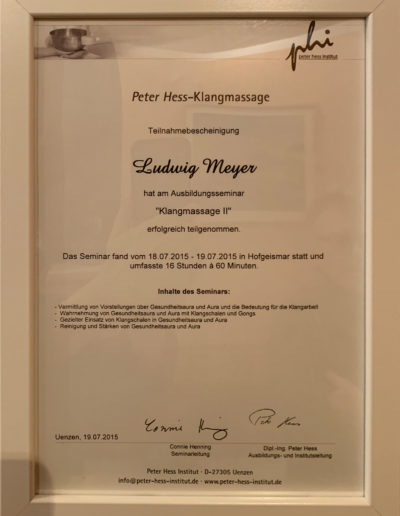 phi
peter hess institut
Peter Hess-Klangmassage
Teilnahmebescheinigung
Ludwig Meyer
hat am Ausbildungsseminar
"Klangmassage II"
erfolgreich teilgenommen.
Das Seminar fand vom 18.07.2015 - 19.07.2015 in Hofgeismar statt und
umfasste 16 Stunden à 60 Minuten.
Inhalte des Seminars:
- Vermittlung von Vorstellungen über Gesundheitsaura und Aura und die Bedeutung für die Klangarbeit
- Wahrnehmung von Gesundheitsaura und Aura mit Klangschalen und Gongs
- Gezielter Einsatz von Klangschalen in Gesundheitsaura und Aura
- Reinigung und Stärken von Gesundheitsaura und Aura
Connie Henning Peter Hess
Uenzen, 19.07.2015
Connie Henning Dipl.-Ing. Peter Hess
Seminarleitung Ausbildungs- und Institutsleitung
Peter Hess Institut · D-27305 Uenzen
info@peter-hess-institut.de · www.peter-hess-institut.de